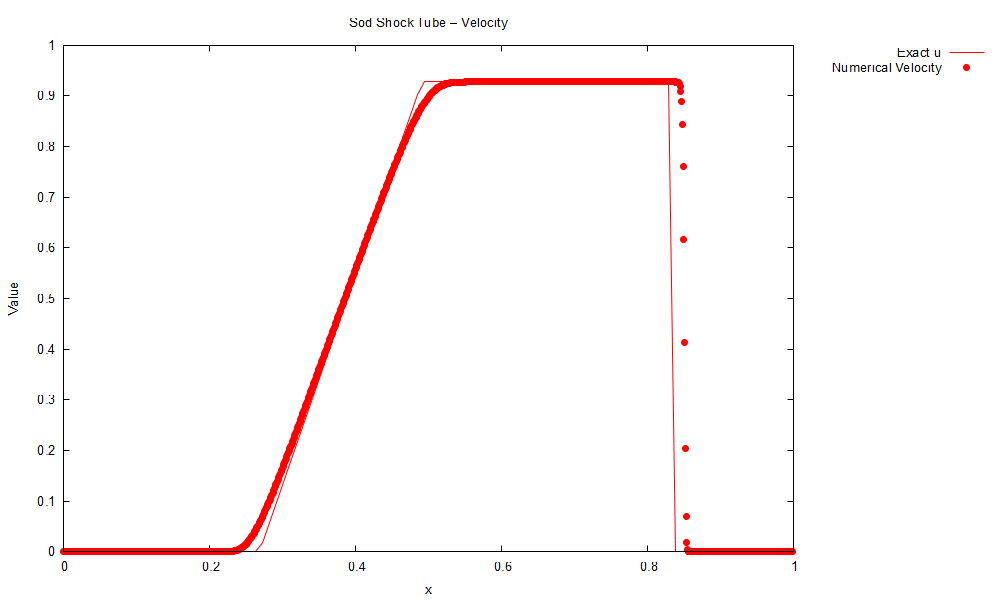 Sod Shock Tube – Velocity
Exact u
Numerical Velocity
1
0.9
0.8
0.7
0.6
0.5
0.4
0.3
0.2
0.1
0
Value
0 0.2 0.4 0.6 0.8 1
x